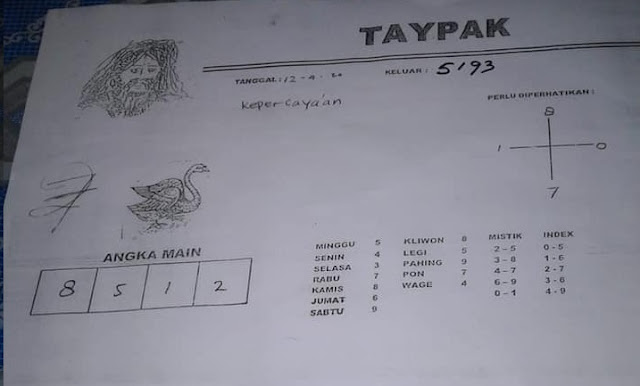 TAYPAK
TANGGAL : 12 - 4 - 20 KELUAR : 5193
kepercaya'an
PERLU DIPERHATIKAN :
8
1 0
7
ANGKA MAIN
8 5 1 2
MINGGU 5 KLIWON 8 MISTIK INDEX
SENIN 4 LEGI 5 2 - 5 0 - 5
SELASA 3 PAHING 9 3 - 8 1 - 6
RABU 7 PON 7 4 - 7 2 - 7
KAMIS 8 WAGE 4 6 - 9 3 - 8
JUMAT 6 0 - 1 4 - 9
SABTU 9